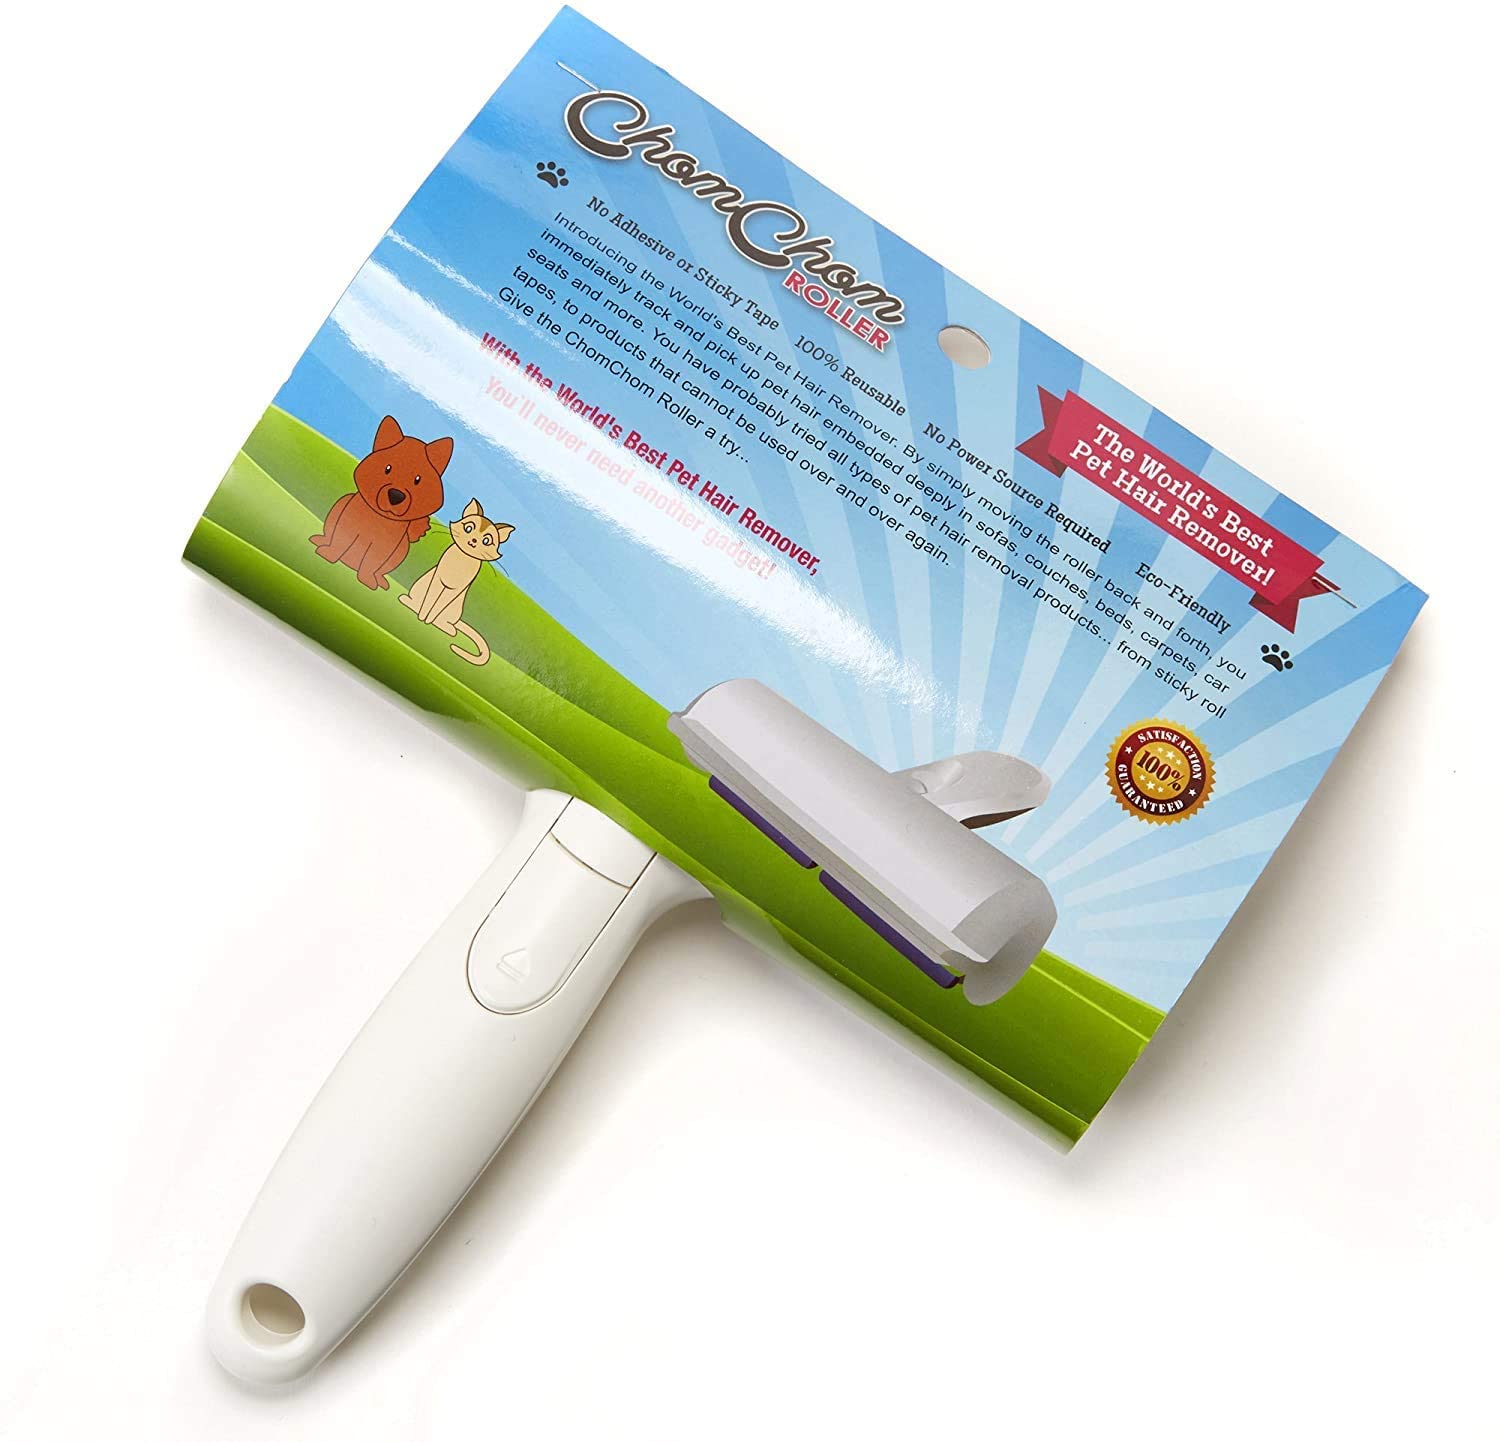 ChomChom
ROLLER
No Adhesive or Sticky Tape 100% Reusable No Power Source Required Eco-Friendly
Introducing the World's Best Pet Hair Remover. By simply moving the roller back and forth, you
immediately track and pick up pet hair embedded deeply in sofas, couches, beds, carpets, car
seats and more. You have probably tried all types of pet hair removal products... from sticky roll
tapes, to products that cannot be used over and over again.
Give the ChomChom Roller a try...
With the World's Best Pet Hair Remover,
You'll never need another gadget!
The World's Best
Pet Hair Remover!
SATISFACTION
100%
GUARANTEED